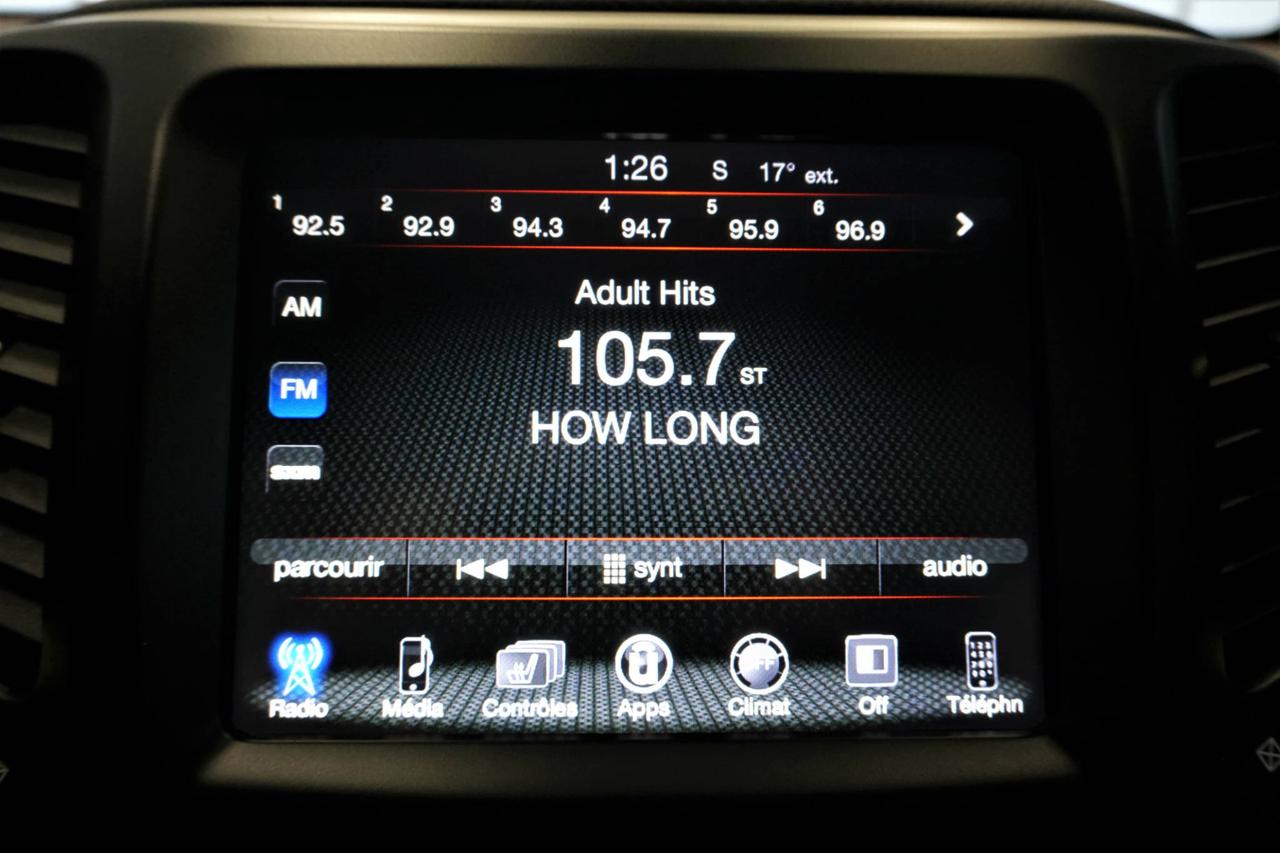 1:26 S 17° ext.
1 92.5 2 92.9 3 94.3 4 94.7 5 95.9 6 96.9
Adult Hits
AM
105.7 ST
FM
HOW LONG
parcourir synt audio
OFF
Radio Média Contrôles Apps Climat Off Téléphn